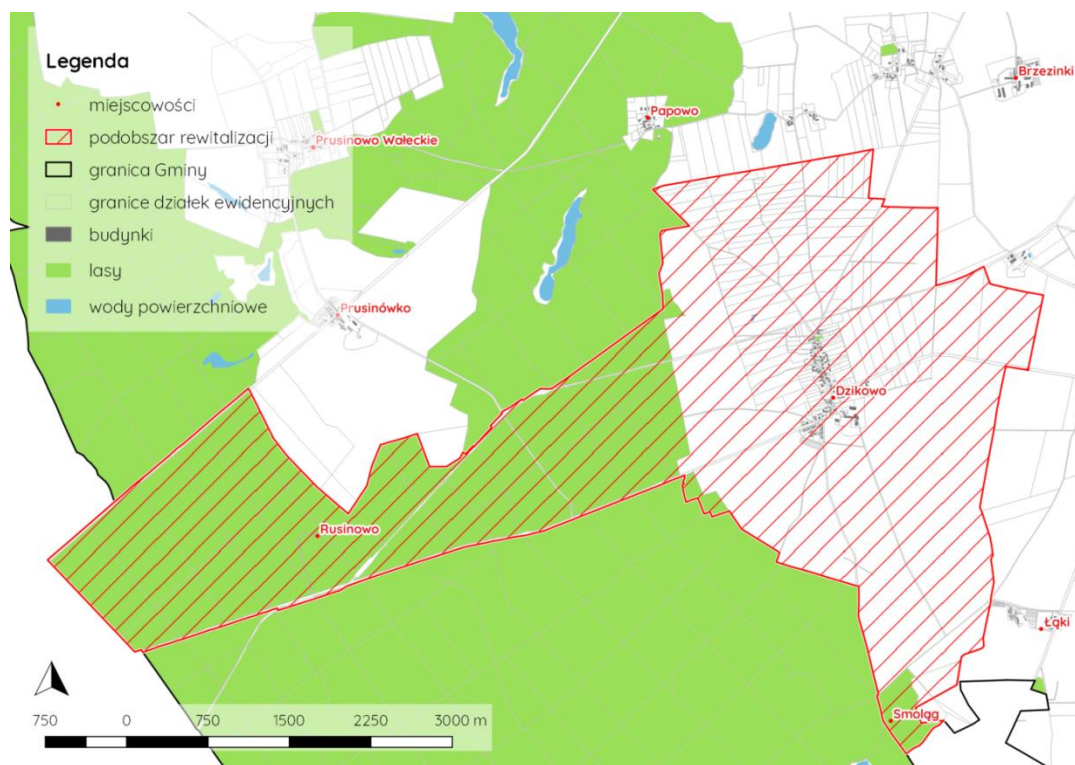 Legenda
miejscowości
podobszar rewitalizacji
granica Gminy
granice działek ewidencyjnych
budynki
lasy
wody powierzchniowe
Brzezinki
Papowo
Prusinowo Wałeckie
Prusinówko
Dzikowo
Rusinowo
Łąki
Smoląg
750 0 750 1500 2250 3000 m